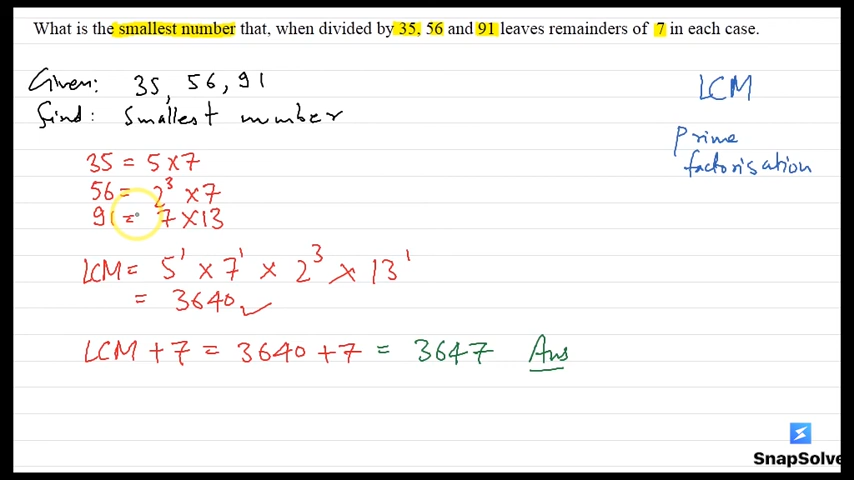 What is the smallest number that, when divided by 35, 56 and 91 leaves remainders of 7 in each case.
Given: 35, 56, 91
find: Smallest number
LCM
Prime
factorisation
35 = 5 x 7
56 = 2³ x 7
91 = 7 x 13
LCM = 5¹ x 7¹ x 2³ x 13¹
= 3640 ✓
LCM + 7 = 3640 + 7 = 3647 Ans
SnapSolve